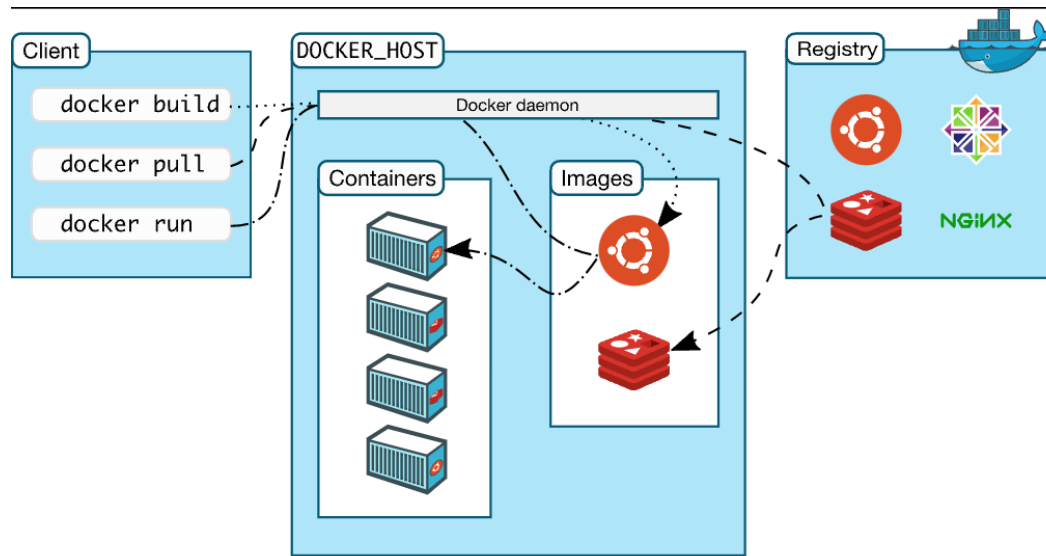 Client
docker build
docker pull
docker run
DOCKER_HOST
Docker daemon
Containers
Images
Registry
NGINX